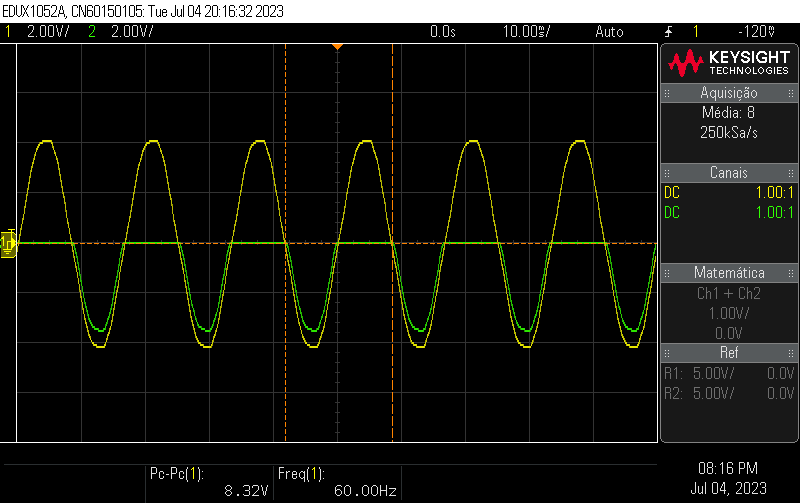 EDUX1052A, CN60150105: Tue Jul 04 20:16:32 2023
1 2.00V/ 2 2.00V/ 0.0s 10.00ms/ Auto 1 -120mV
KEYSIGHT
TECHNOLOGIES
Aquisição
Média: 8
250kSa/s
Canais
DC 1.00:1
DC 1.00:1
Matemática
Ch1 + Ch2
1.00V/
0.0V
Ref
R1: 5.00V/ 0.0V
R2: 5.00V/ 0.0V
Pc-Pc(1): Freq(1):
8.32V 60.00Hz
08:16 PM
Jul 04, 2023